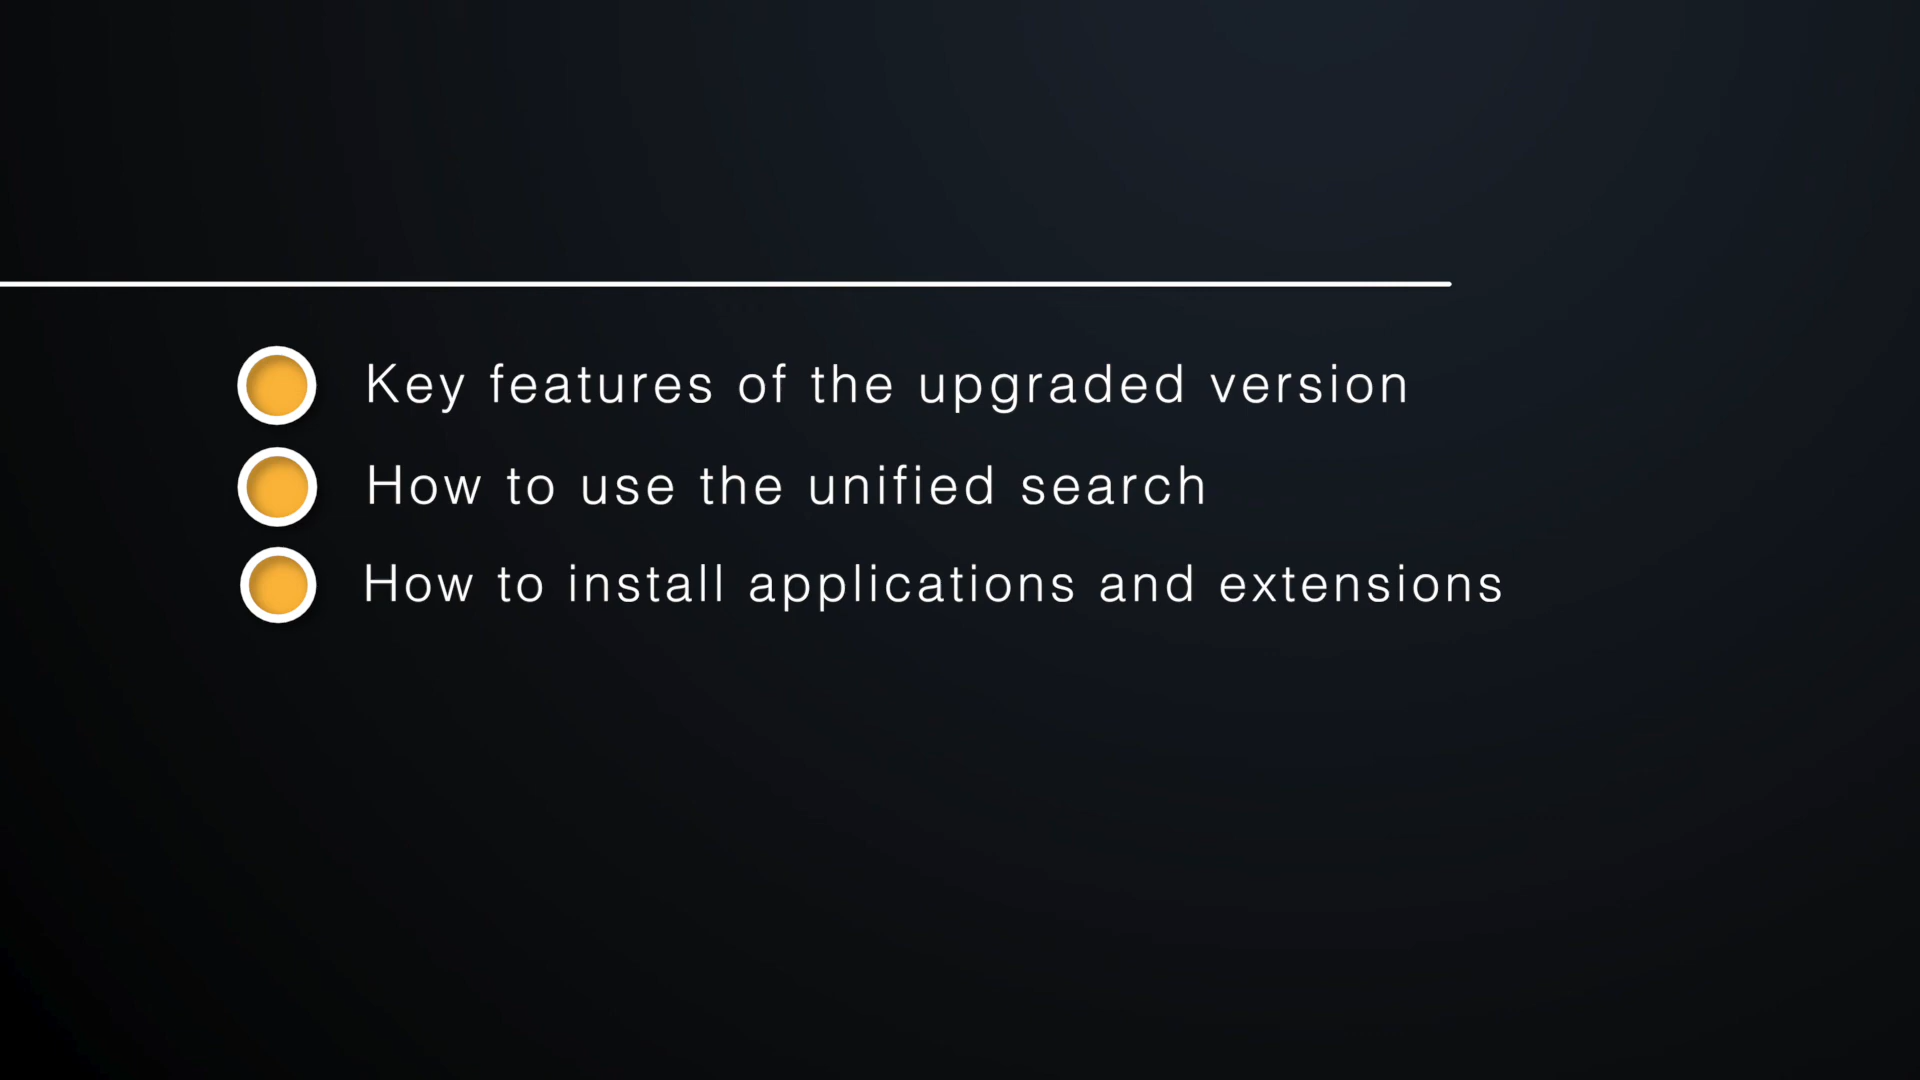 Key features of the upgraded version
How to use the unified search
How to install applications and extensions